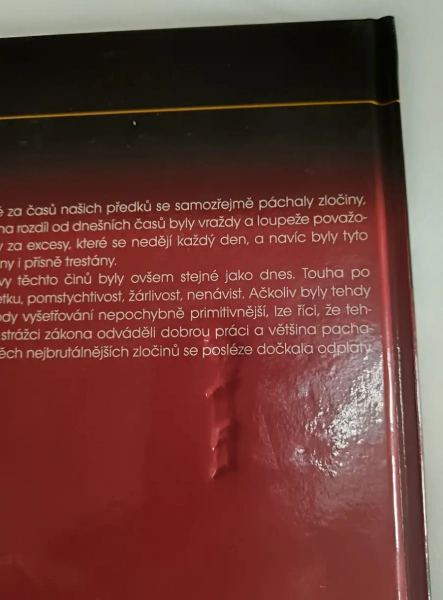 za časů našich předků se samozřejmě páchaly zločiny,
na rozdíl od dnešních časů byly vraždy a loupeže považo-
za excesy, které se nedějí každý den, a navíc byly tyto
ny i přísně trestány.
vy těchto činů byly ovšem stejné jako dnes. Touha po
etku, pomstychtivost, žárlivost, nenávist. Ačkoliv byly tehdy
ody vyšetřování nepochybně primitivnější, lze říci, že teh-
strážci zákona odváděli dobrou práci a většina pacha-
ěch nejbrutálnějších zločinů se posléze dočkala odplaty.